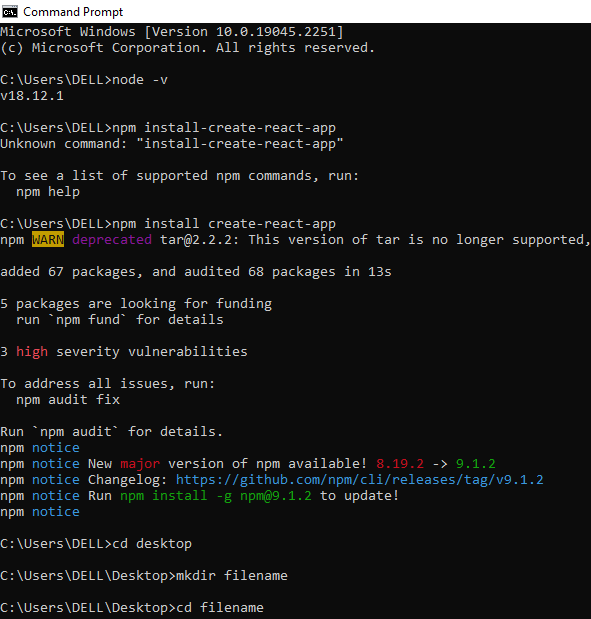 Command Prompt
Microsoft Windows [Version 10.0.19045.2251]
(c) Microsoft Corporation. All rights reserved.
C:\Users\DELL>node -v
v18.12.1
C:\Users\DELL>npm install-create-react-app
Unknown command: "install-create-react-app"
To see a list of supported npm commands, run:
npm help
C:\Users\DELL>npm install create-react-app
npm WARN deprecated tar@2.2.2: This version of tar is no longer supported,
added 67 packages, and audited 68 packages in 13s
5 packages are looking for funding
run `npm fund` for details
3 high severity vulnerabilities
To address all issues, run:
npm audit fix
Run `npm audit` for details.
npm notice
npm notice New major version of npm available! 8.19.2 -> 9.1.2
npm notice Changelog: https://github.com/npm/cli/releases/tag/v9.1.2
npm notice Run npm install -g npm@9.1.2 to update!
npm notice
C:\Users\DELL>cd desktop
C:\Users\DELL\Desktop>mkdir filename
C:\Users\DELL\Desktop>cd filename